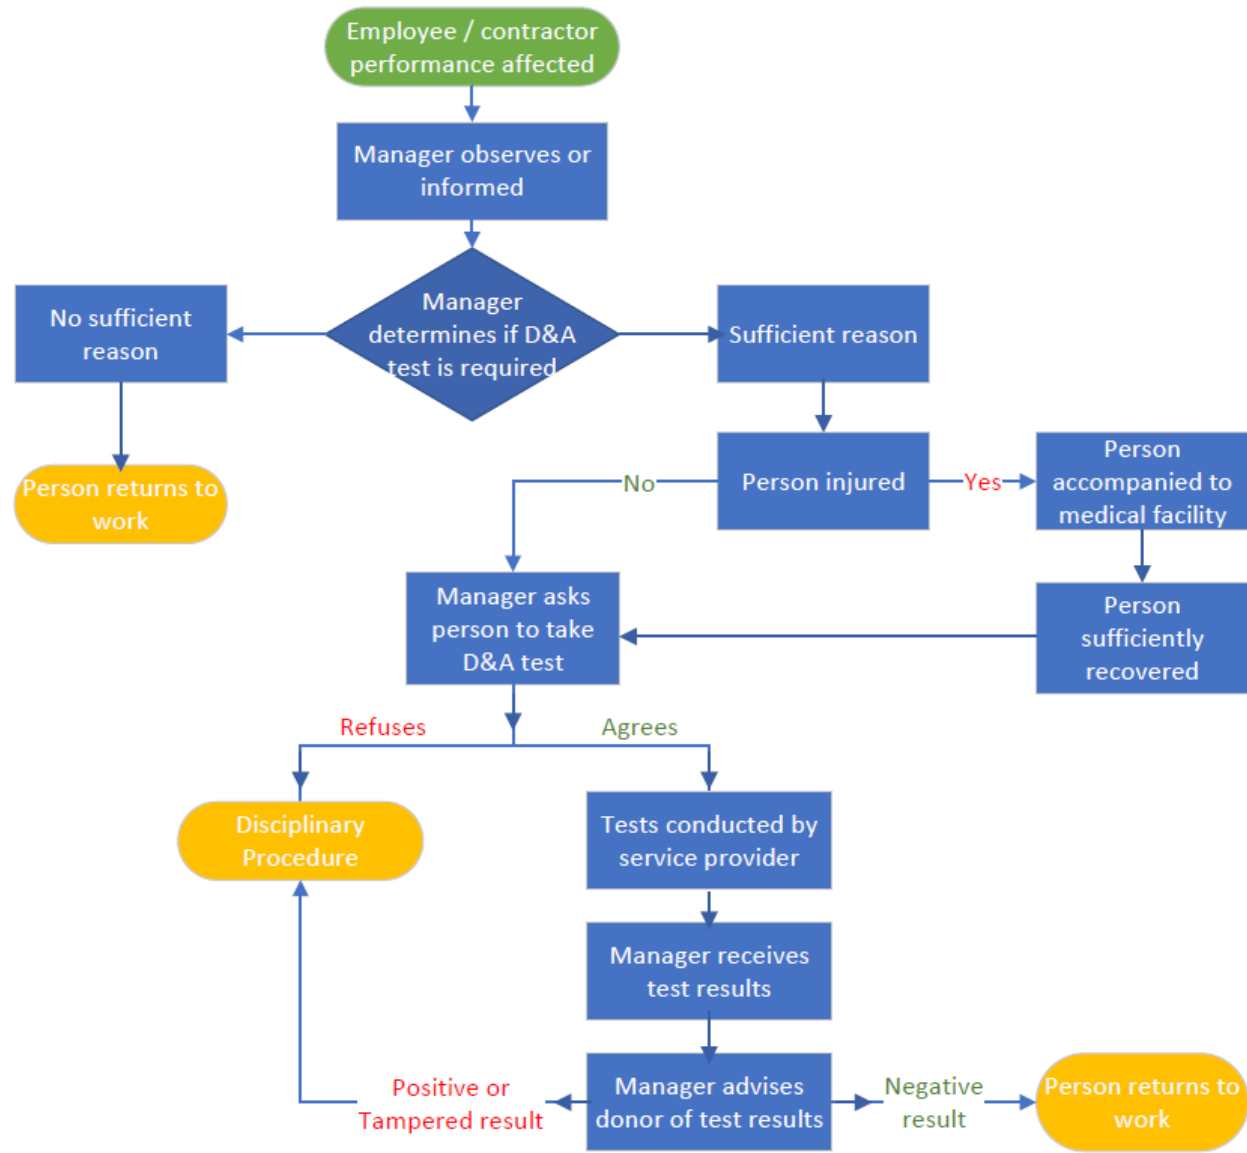 Employee / contractor
performance affected
Manager observes or
informed
Manager
determines if D&A
test is required
No sufficient
reason
Sufficient reason
Person returns to
work
Person injured
No
Yes
Person
accompanied to
medical facility
Manager asks
person to take
D&A test
Person
sufficiently
recovered
Refuses
Agrees
Disciplinary
Procedure
Tests conducted by
service provider
Manager receives
test results
Manager advises
donor of test results
Positive or
Tampered result
Negative
result
Person returns to
work